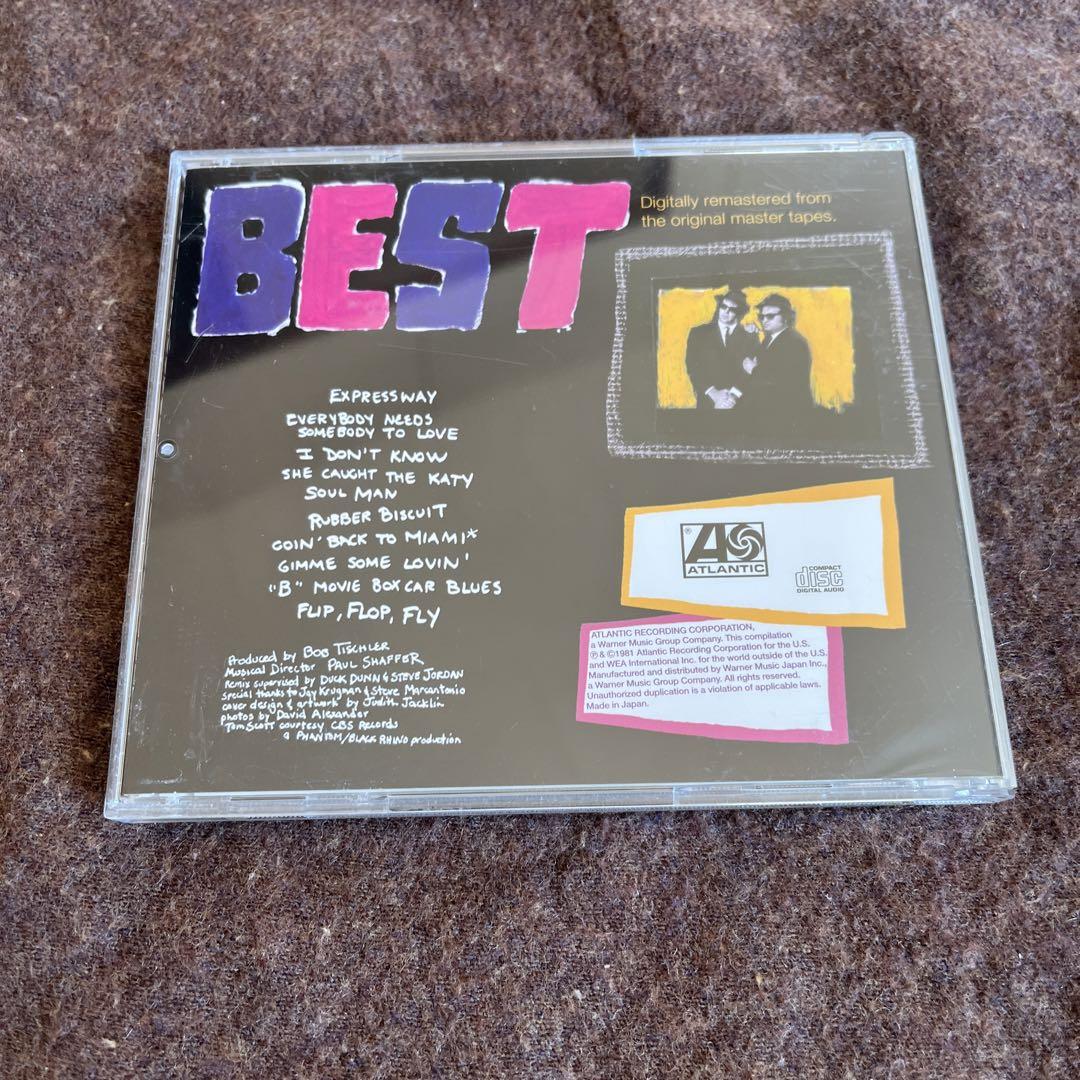 BEST
Digitally remastered from
the original master tapes.
EXPRESSWAY
EVERYBODY NEEDS
SOMEBODY TO LOVE
I DON'T KNOW
SHE CAUGHT THE KATY
SOUL MAN
RUBBER BISCUIT
GOIN' BACK TO MIAMI*
GIMME SOME LOVIN'
"B" MOVIE BOX CAR BLUES
FLIP, FLOP, FLY
Produced by BOB TISCHLER
Musical Director PAUL SHAFFER
Remix supervised by DUCK DUNN & STEVE JORDAN
special thanks to Jay Krugman & Steve Marcantonio
cover design & artwork by Judith Jacklin
photos by David Alexander
Tom Scott courtesy CBS Records
a PHANTOM/BLACK RHINO production
®
ATLANTIC
COMPACT
disc
DIGITAL AUDIO
ATLANTIC RECORDING CORPORATION,
a Warner Music Group Company. This compilation
℗ & ©1981 Atlantic Recording Corporation for the U.S.
and WEA International Inc. for the world outside of the U.S.
Manufactured and distributed by Warner Music Japan Inc.,
a Warner Music Group Company. All rights reserved.
Unauthorized duplication is a violation of applicable laws.
Made in Japan.